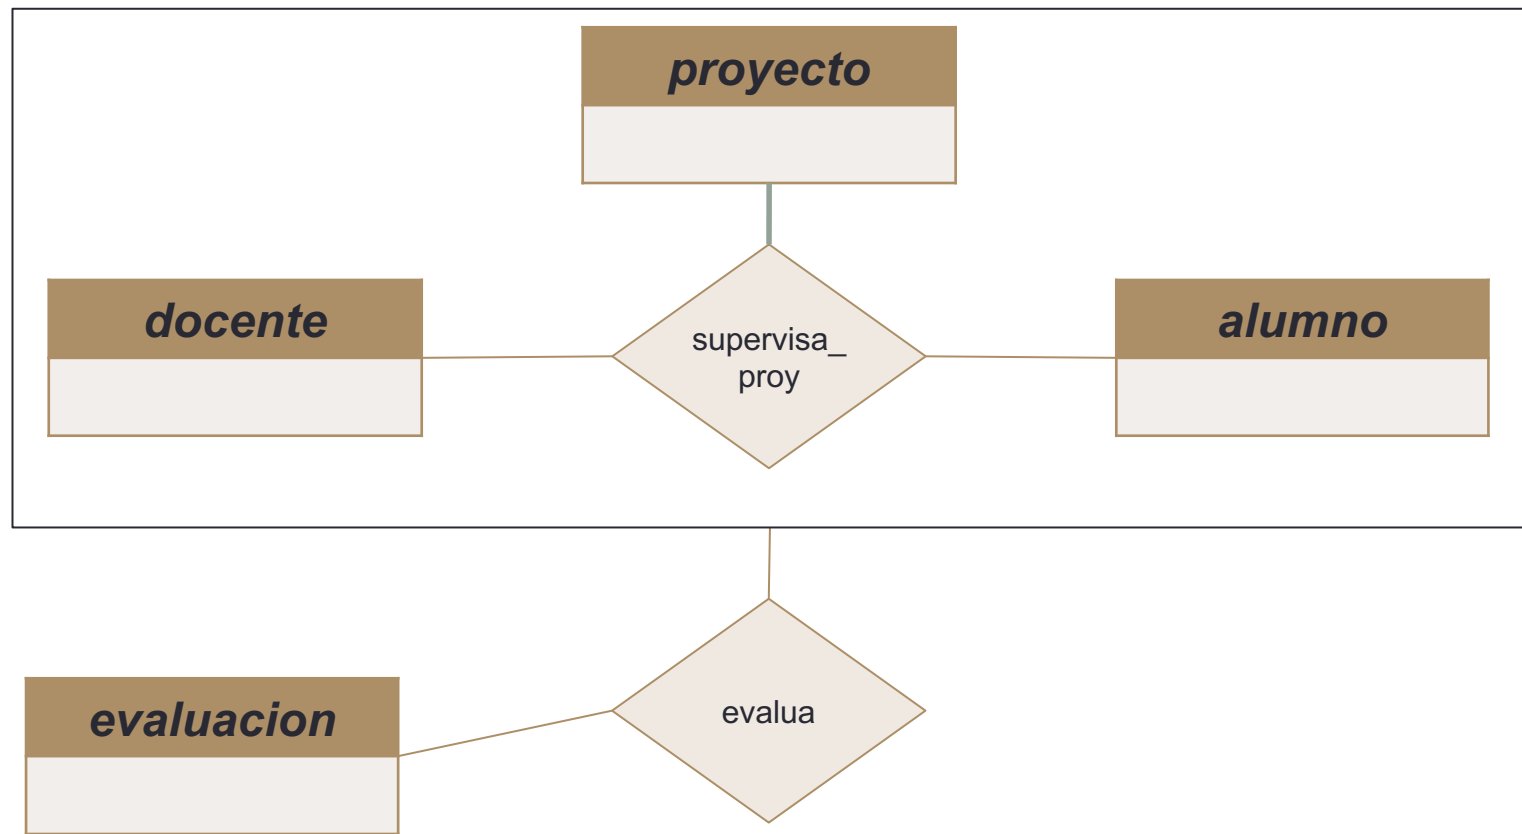 proyecto
docente
supervisa_
proy
alumno
evaluacion
evalua